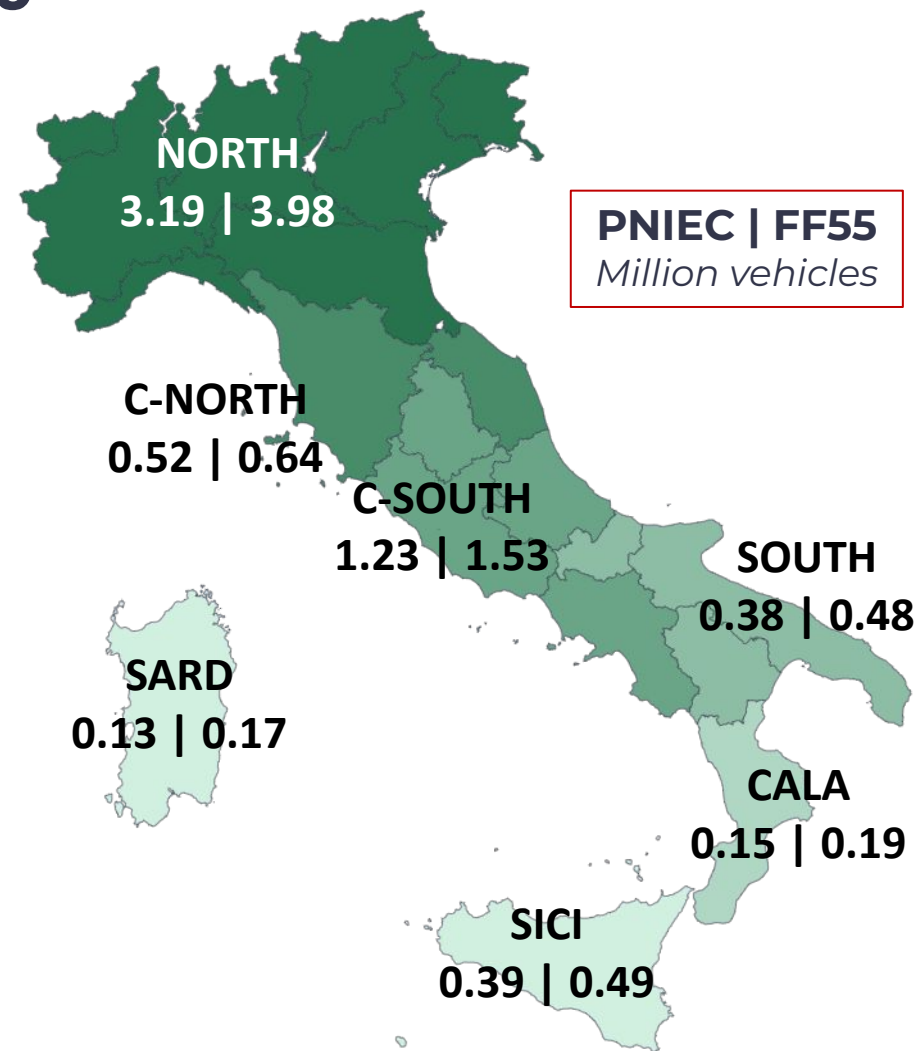 NORTH
3.19 | 3.98
PNIEC | FF55
Million vehicles
C-NORTH
0.52 | 0.64
C-SOUTH
1.23 | 1.53
SOUTH
0.38 | 0.48
SARD
0.13 | 0.17
CALA
0.15 | 0.19
SICI
0.39 | 0.49